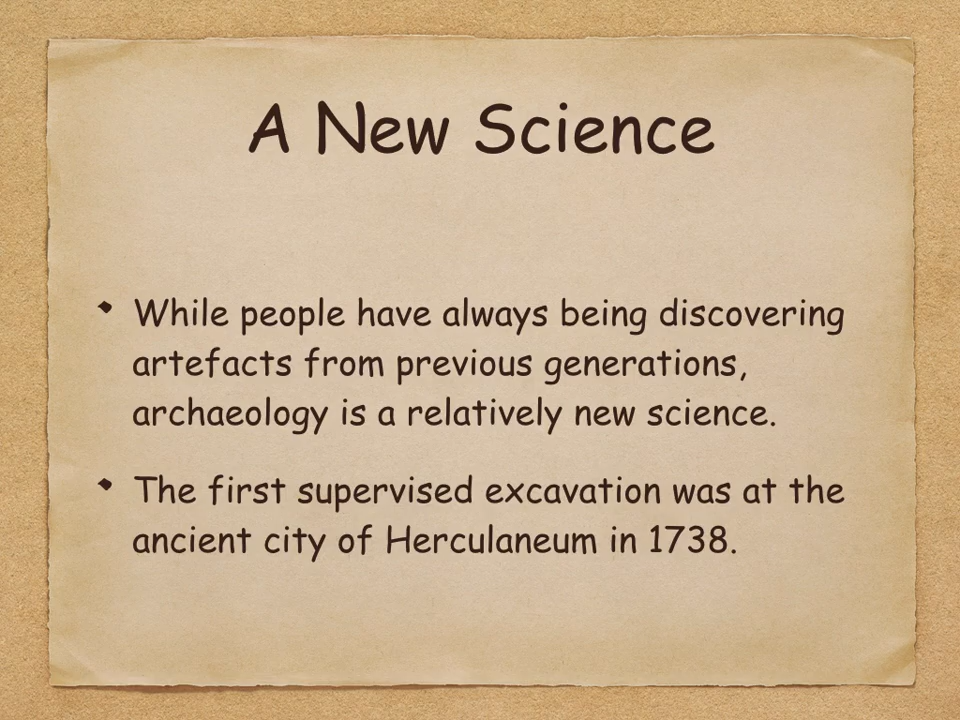 A New Science
While people have always being discovering
artefacts from previous generations,
archaeology is a relatively new science.
The first supervised excavation was at the
ancient city of Herculaneum in 1738.